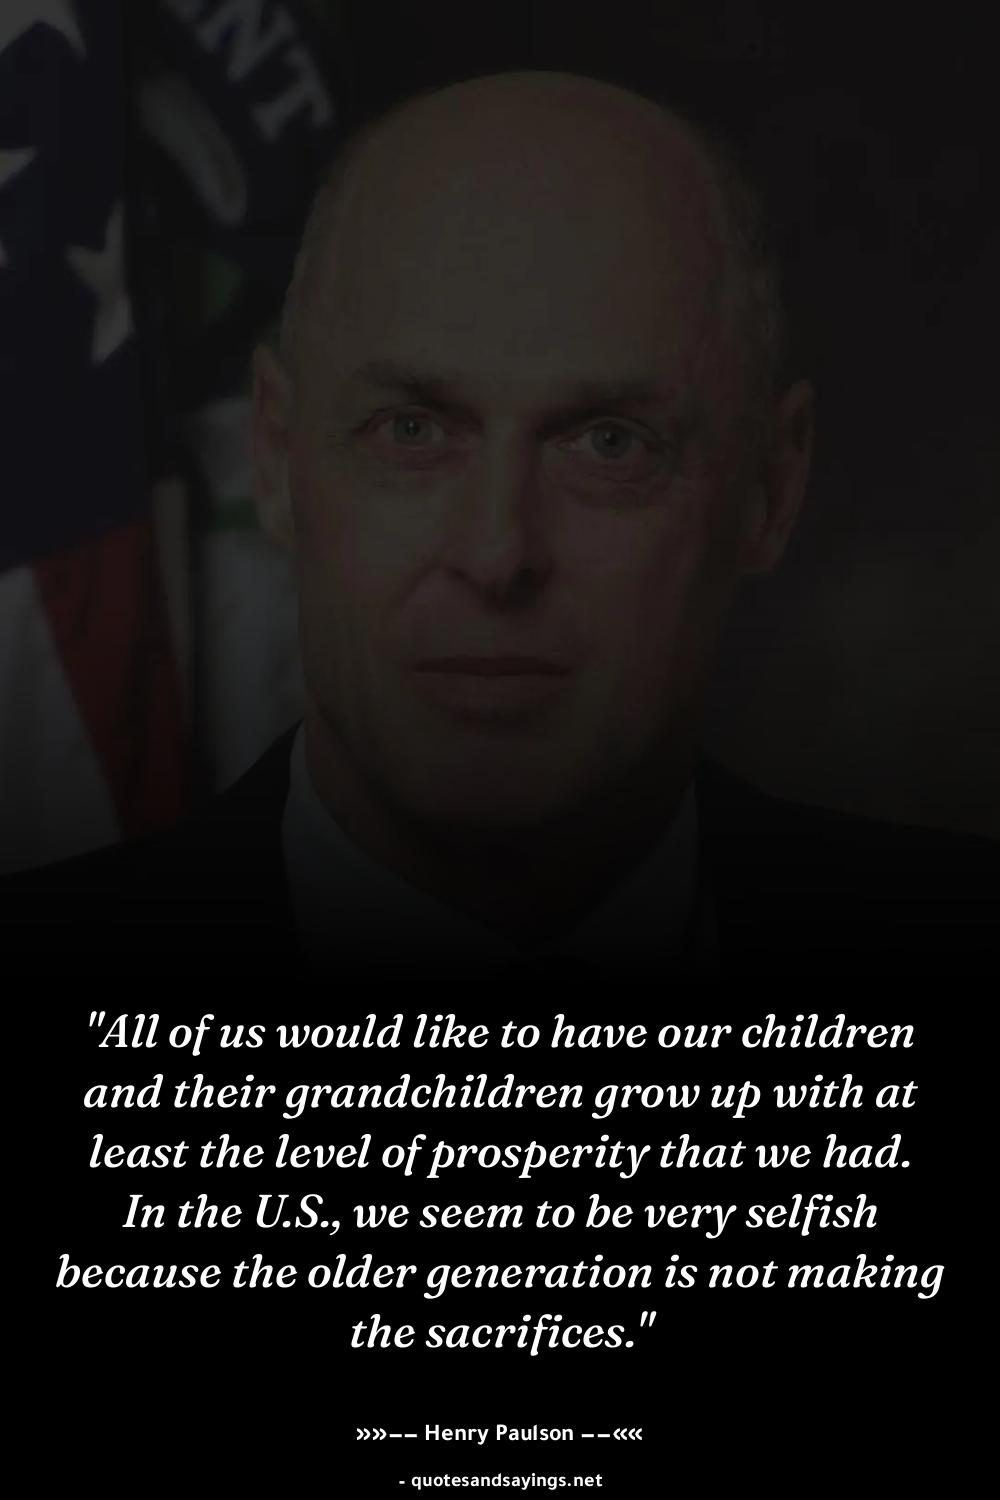 NT
"All of us would like to have our children
and their grandchildren grow up with at
least the level of prosperity that we had.
In the U.S., we seem to be very selfish
because the older generation is not making
the sacrifices."
»»–– Henry Paulson ––««
- quotesandsayings.net